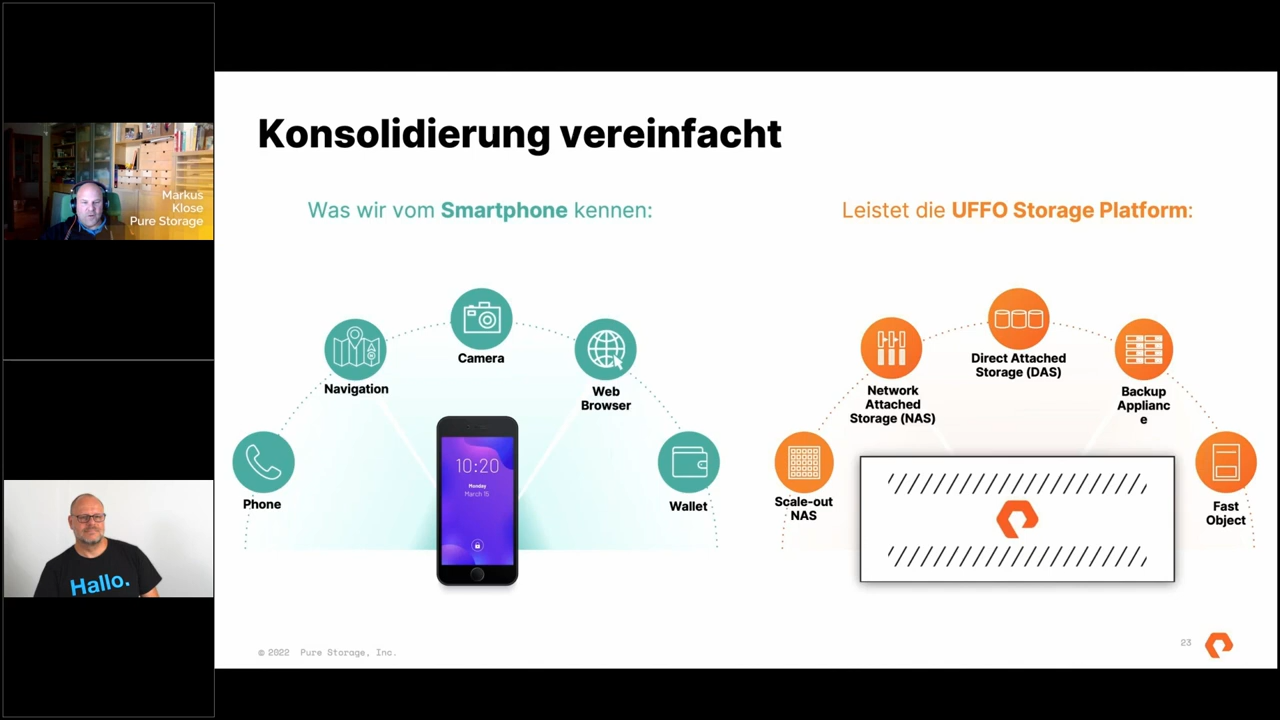 Markus
Klose
Pure Storage
Hallo.
Konsolidierung vereinfacht
Was wir vom Smartphone kennen:
Phone
Navigation
Camera
Web
Browser
Wallet
10:20
Monday
March 15
Leistet die UFFO Storage Platform:
Scale-out
NAS
Network
Attached
Storage (NAS)
Direct Attached
Storage (DAS)
Backup
Applianc
e
Fast
Object
© 2022 Pure Storage, Inc.
23